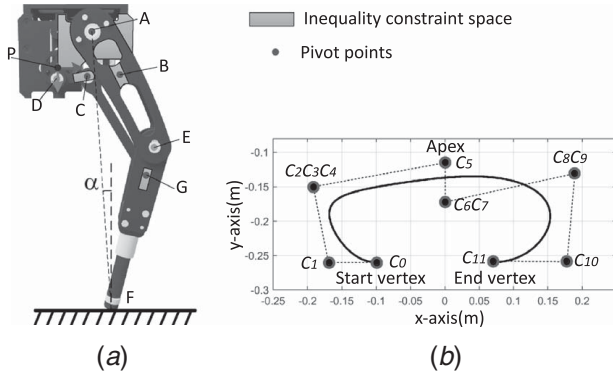 A
P
B
D
C
E
G
α
F
(a)
Inequality constraint space
Pivot points
Apex
-0.1
C5
C8C9
C2C3C4
-0.15
C6C7
y-axis(m)
-0.2
-0.25
C1
C0
C11
C10
Start vertex
End vertex
-0.3
-0.25 -0.2 -0.15 -0.1 -0.05 0 0.05 0.1 0.15 0.2
x-axis(m)
(b)